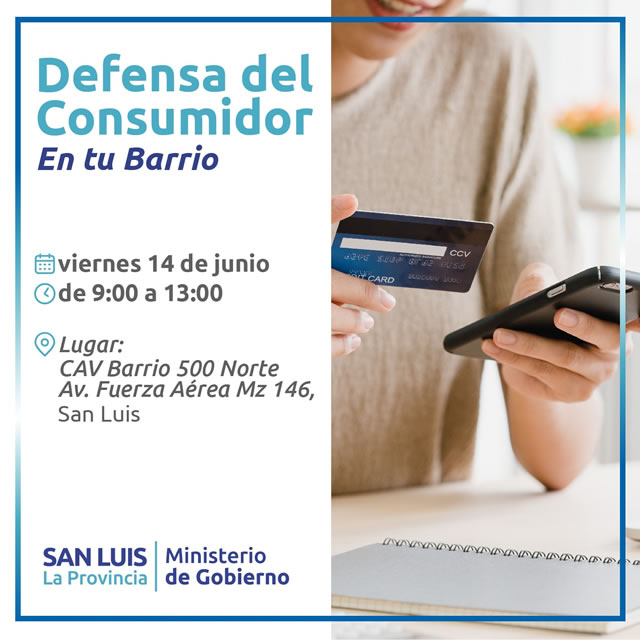 Defensa del
Consumidor
En tu Barrio
viernes 14 de junio
de 9:00 a 13:00
Lugar:
CAV Barrio 500 Norte
Av. Fuerza Aérea Mz 146,
San Luis
CCV
CARD
SAN LUIS
La Provincia
Ministerio
de Gobierno